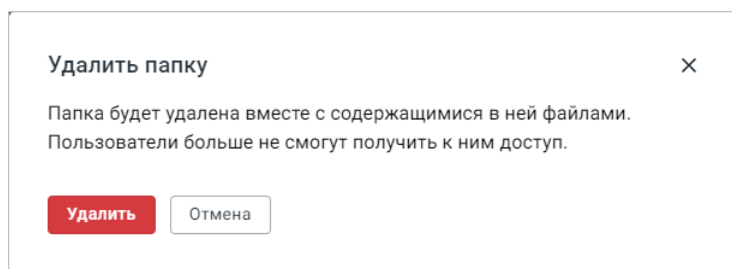 Удалить папку
Папка будет удалена вместе с содержащимися в ней файлами.
Пользователи больше не смогут получить к ним доступ.
Удалить Отмена